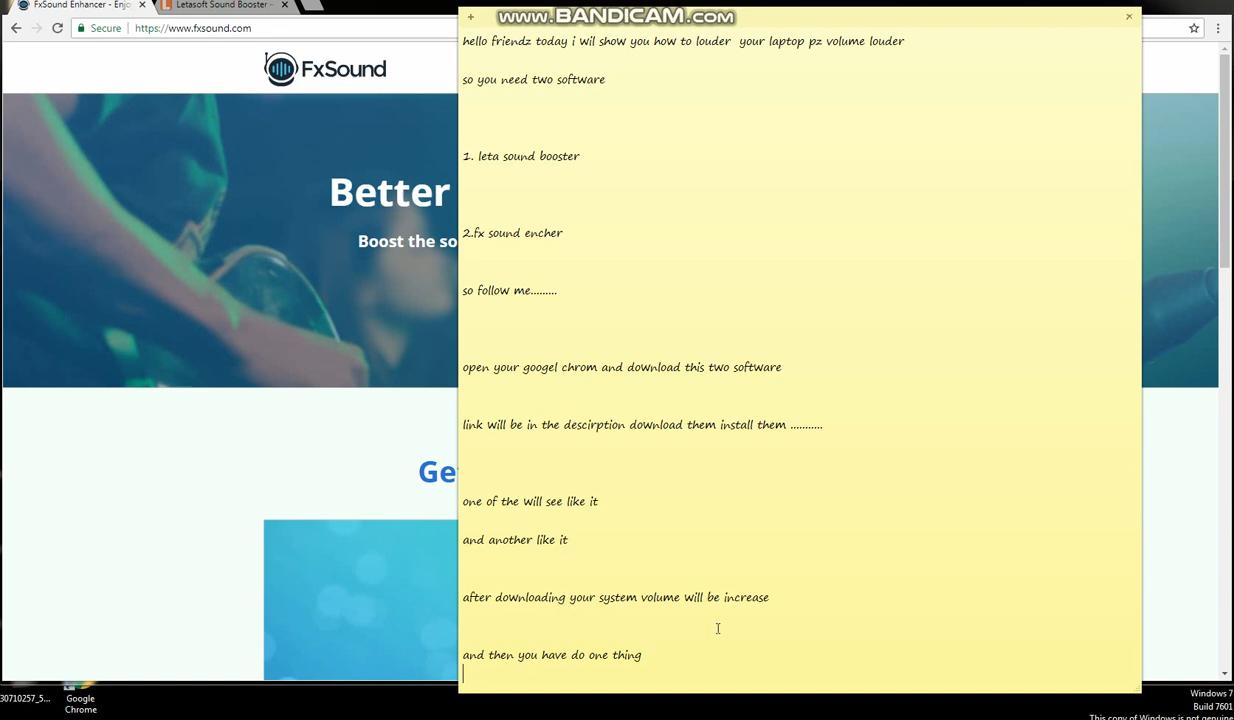 FxSound Enhancer - Enjo
Letasoft Sound Booster -
www.BANDICAM.com
Secure
https://www.fxsound.com
FxSound
Better
Boost the so
Ge
hello friendz today i wil show you how to louder your laptop pz volume louder
so you need two software
1. leta sound booster
2.fx sound encher
so follow me.........
open your googel chrom and download this two software
link will be in the descirption download them install them ...........
one of the will see like it
and another like it
after downloading your system volume will be increase
and then you have do one thing
30710257_5...
Google
Chrome
Windows 7
Build 7601
This copy of Windows is not genuine